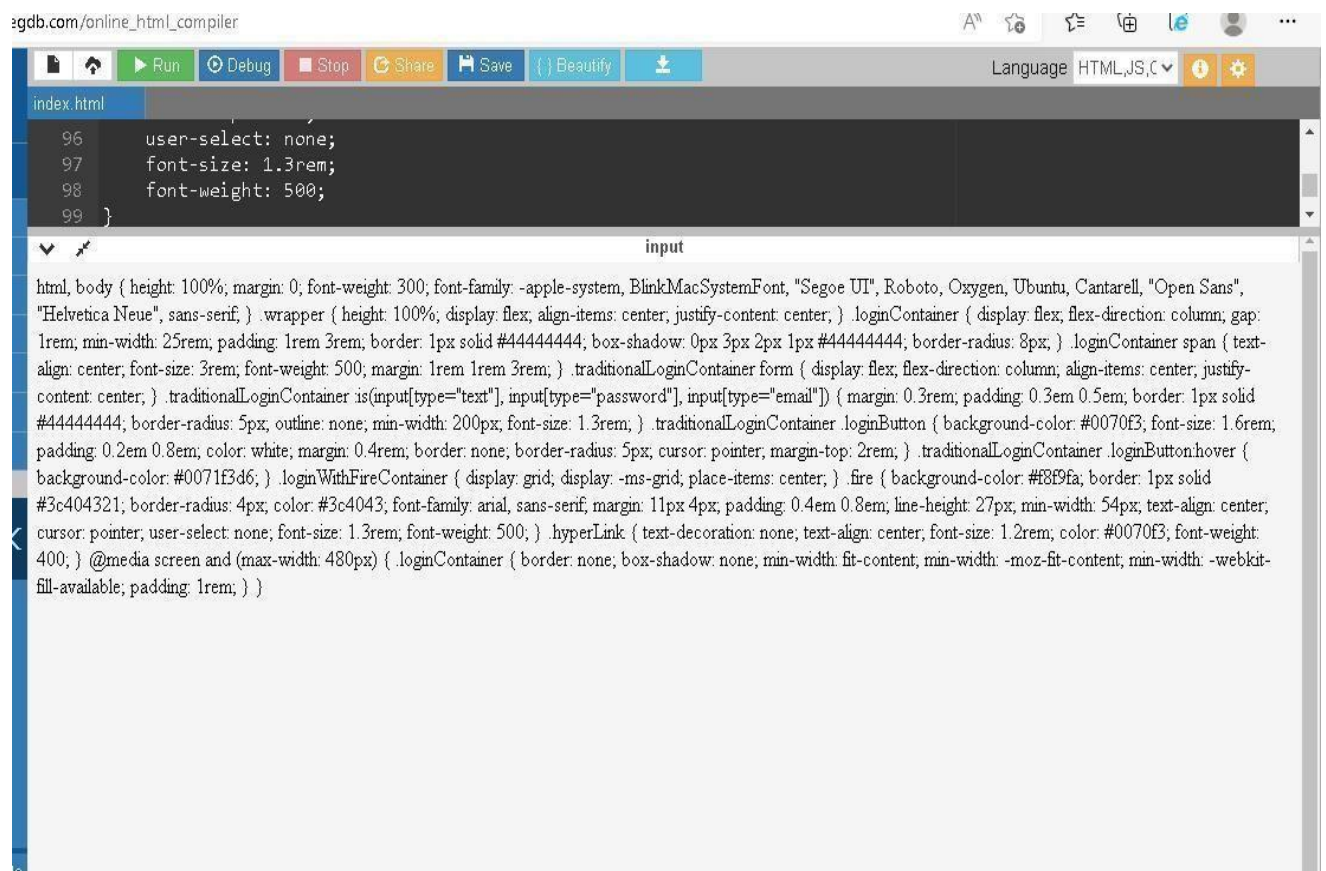 egdb.com/online_html_compiler
Run Debug Stop Share Save { } Beautify Language HTML,JS,C
index.html
96 user-select: none;
97 font-size: 1.3rem;
98 font-weight: 500;
99 }
input
html, body { height: 100%; margin: 0; font-weight: 300; font-family: -apple-system, BlinkMacSystemFont, "Segoe UI", Roboto, Oxygen, Ubuntu, Cantarell, "Open Sans",
"Helvetica Neue", sans-serif; } .wrapper { height: 100%; display: flex; align-items: center; justify-content: center; } .loginContainer { display: flex; flex-direction: column; gap:
1rem; min-width: 25rem; padding: 1rem 3rem; border: 1px solid #44444444; box-shadow: 0px 3px 2px 1px #44444444; border-radius: 8px; } .loginContainer span { text-
align: center; font-size: 3rem; font-weight: 500; margin: 1rem 1rem 3rem; } .traditionalLoginContainer form { display: flex; flex-direction: column; align-items: center; justify-
content: center; } .traditionalLoginContainer :is(input[type="text"], input[type="password"], input[type="email"]) { margin: 0.3rem; padding: 0.3em 0.5em; border: 1px solid
#44444444; border-radius: 5px; outline: none; min-width: 200px; font-size: 1.3rem; } .traditionalLoginContainer .loginButton { background-color: #0070f3; font-size: 1.6rem;
padding: 0.2em 0.8em; color: white; margin: 0.4rem; border: none; border-radius: 5px; cursor: pointer; margin-top: 2rem; } .traditionalLoginContainer .loginButton:hover {
background-color: #0071f3d6; } .loginWithFireContainer { display: grid; display: -ms-grid; place-items: center; } .fire { background-color: #f8f9fa; border: 1px solid
#3c404321; border-radius: 4px; color: #3c4043; font-family: arial, sans-serif; margin: 11px 4px; padding: 0.4em 0.8em; line-height: 27px; min-width: 54px; text-align: center;
cursor: pointer; user-select: none; font-size: 1.3rem; font-weight: 500; } .hyperLink { text-decoration: none; text-align: center; font-size: 1.2rem; color: #0070f3; font-weight:
400; } @media screen and (max-width: 480px) { .loginContainer { border: none; box-shadow: none; min-width: fit-content; min-width: -moz-fit-content; min-width: -webkit-
fill-available; padding: 1rem; } }